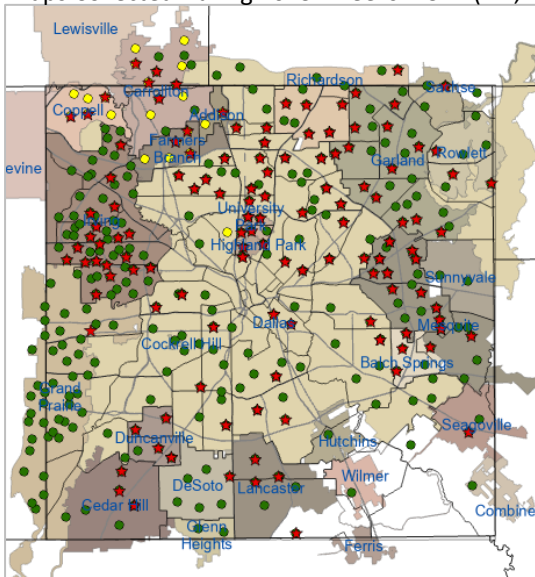 Lewisville
Richardson
Carrollton
Sachse
Coppell
Addison
Farmers
Branch
Garland
Rowlett
evine
University
Park
Irving
Highland Park
Sunnyvale
Dallas
Mesquite
Cockrell Hill
Balch Springs
Grand
Prairie
Seagoville
Duncanville
Hutchins
DeSoto
Wilmer
Lancaster
Cedar Hill
Combine
Glenn
Heights
Ferris